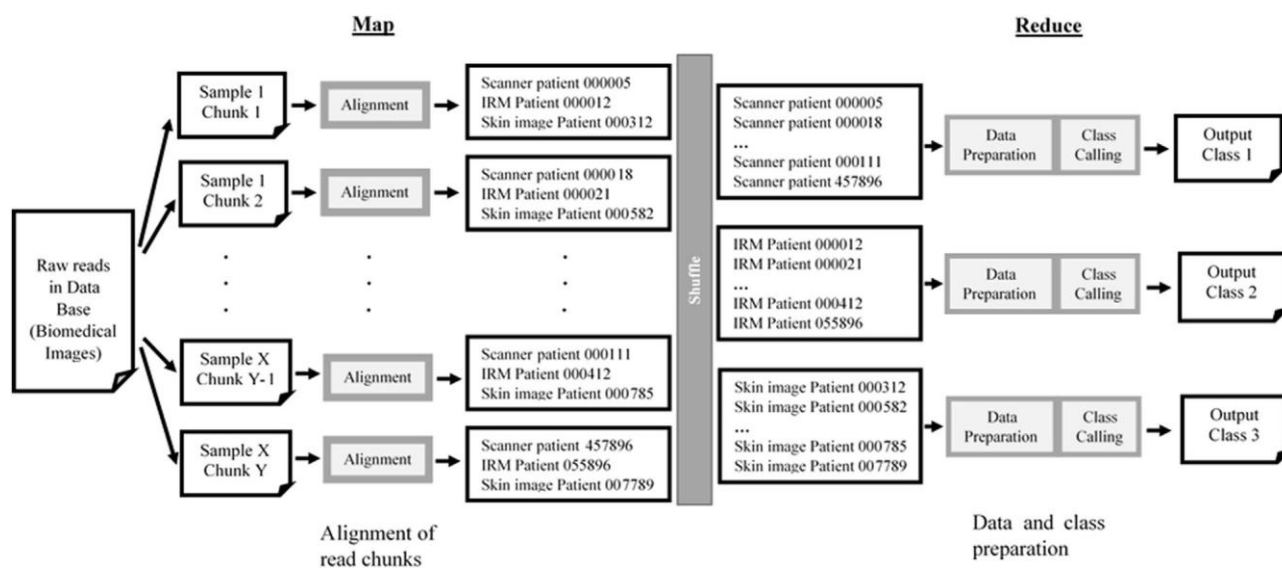 Map
Reduce
Sample 1
Chunk 1
Alignment
Scanner patient 000005
IRM Patient 000012
Skin image Patient 000312
Sample 1
Chunk 2
Alignment
Scanner patient 000018
IRM Patient 000021
Skin image Patient 000582
Raw reads
in Data
Base
(Biomedical
Images)
Sample X
Chunk Y-1
Alignment
Scanner patient 000111
IRM Patient 000412
Skin image Patient 000785
Sample X
Chunk Y
Alignment
Scanner patient 457896
IRM Patient 055896
Skin image Patient 007789
Alignment of
read chunks
Shuffle
Scanner patient 000005
Scanner patient 000018
...
Scanner patient 000111
Scanner patient 457896
Data
Preparation
Class
Calling
Output
Class 1
IRM Patient 000012
IRM Patient 000021
...
IRM Patient 000412
IRM Patient 055896
Data
Preparation
Class
Calling
Output
Class 2
Skin image Patient 000312
Skin image Patient 000582
...
Skin image Patient 000785
Skin image Patient 007789
Data
Preparation
Class
Calling
Output
Class 3
Data and class
preparation